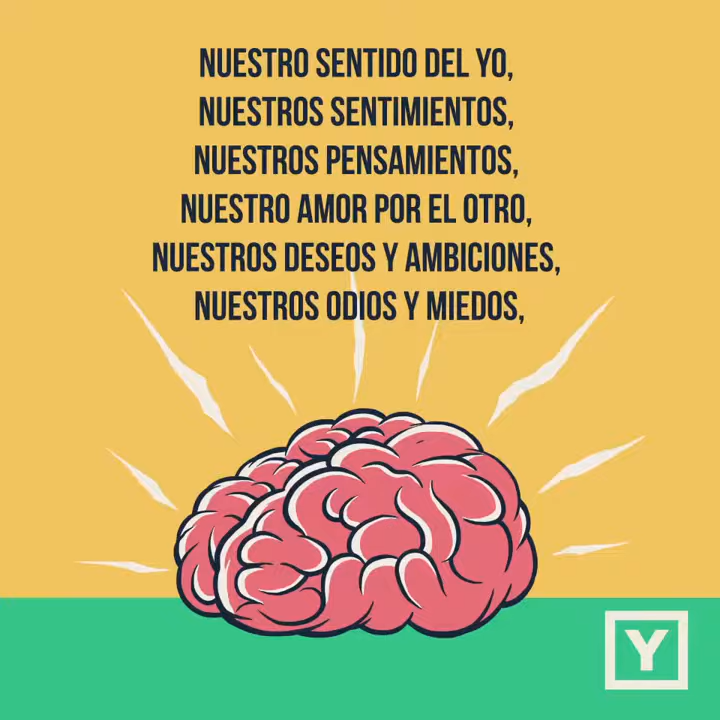 NUESTRO SENTIDO DEL YO,
NUESTROS SENTIMIENTOS,
NUESTROS PENSAMIENTOS,
NUESTRO AMOR POR EL OTRO,
NUESTROS DESEOS Y AMBICIONES,
NUESTROS ODIOS Y MIEDOS,
Y